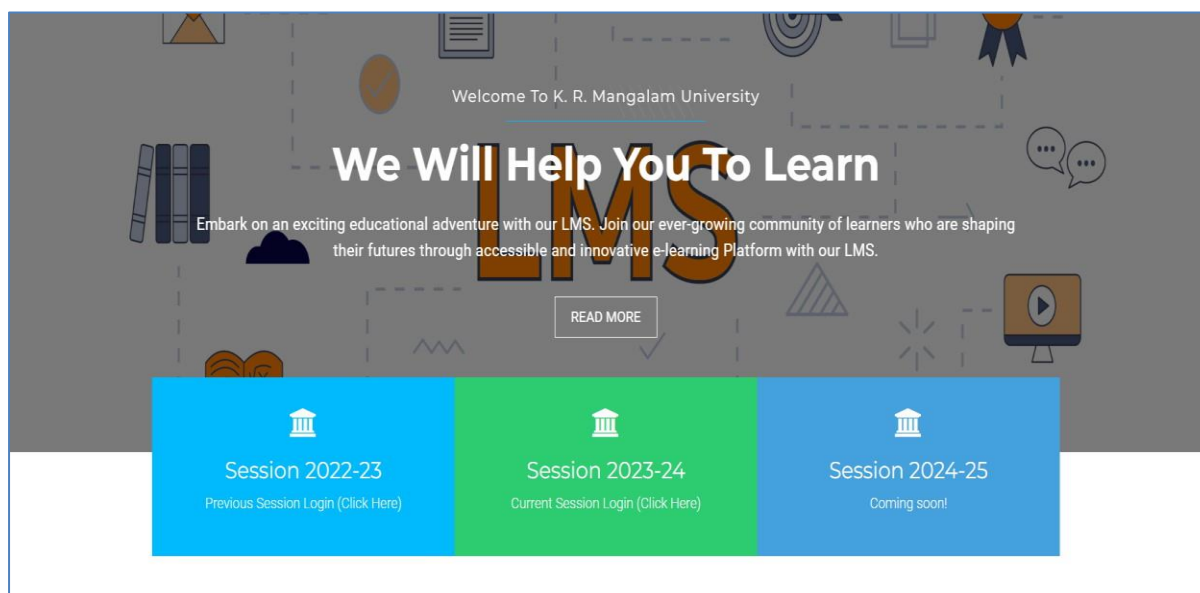 Welcome To K. R. Mangalam University
We Will Help You To Learn
LMS
Embark on an exciting educational adventure with our LMS. Join our ever-growing community of learners who are shaping
their futures through accessible and innovative e-learning Platform with our LMS.
READ MORE
Session 2022-23
Previous Session Login (Click Here)
Session 2023-24
Current Session Login (Click Here)
Session 2024-25
Coming soon!